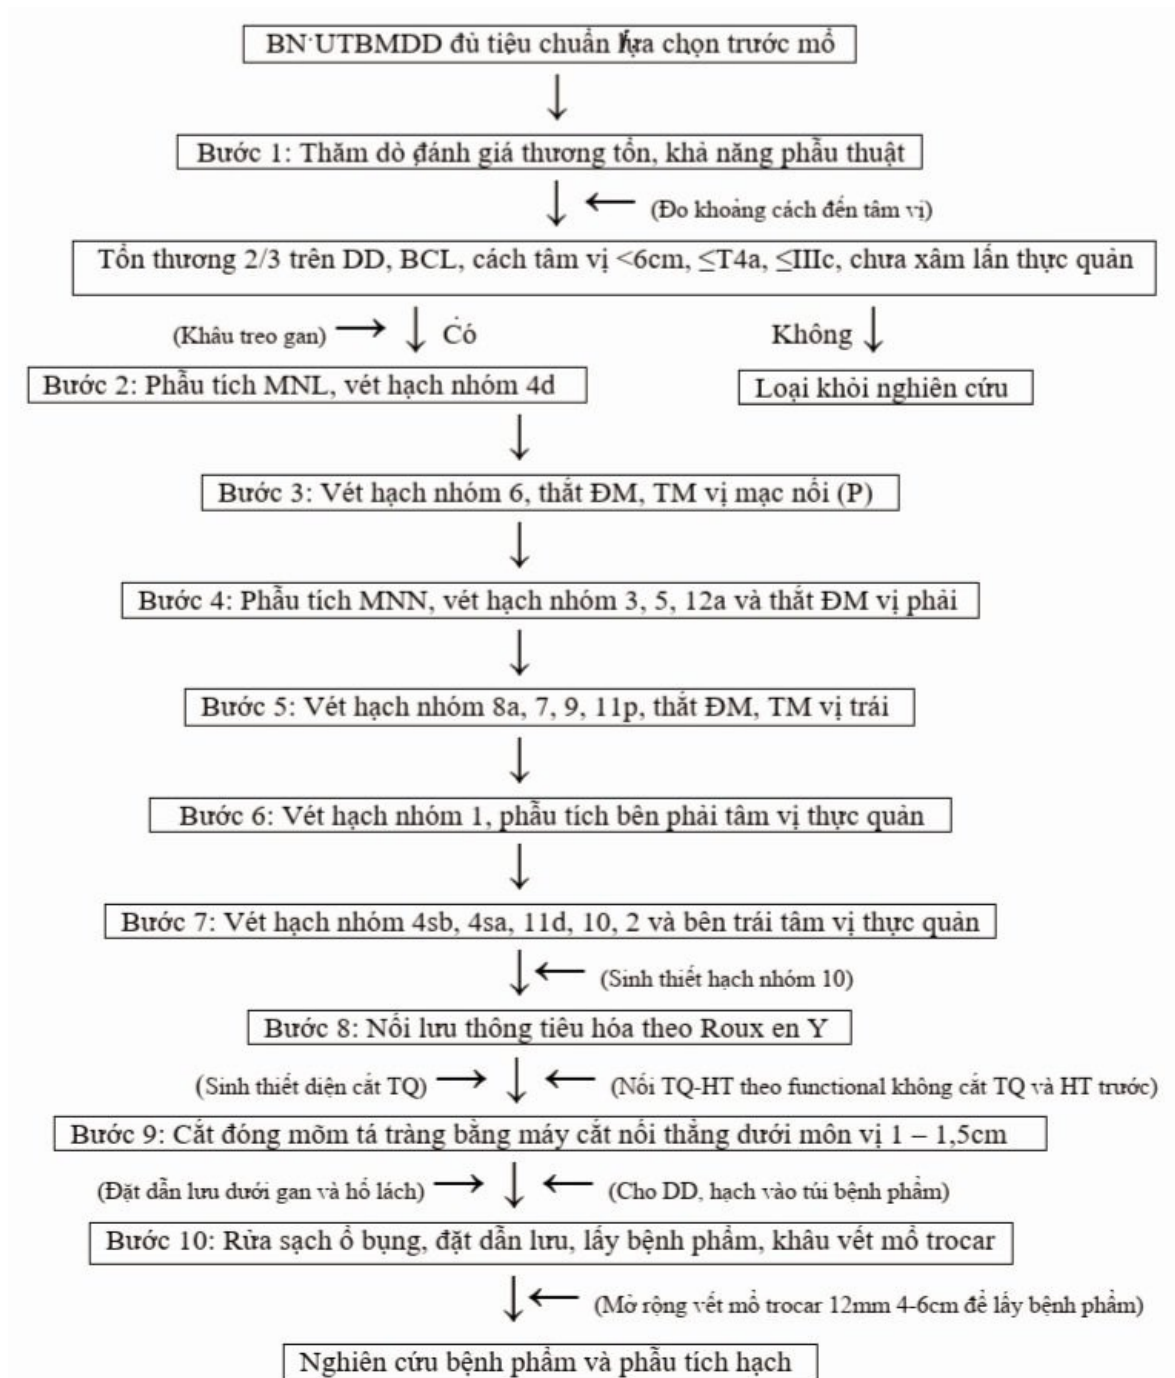 BN UTBMDD đủ tiêu chuẩn lựa chọn trước mổ
Bước 1: Thăm dò đánh giá thương tổn, khả năng phẫu thuật
(Đo khoảng cách đến tâm vị)
Tổn thương 2/3 trên DD, BCL, cách tâm vị <6cm, ≤T4a, ≤IIIc, chưa xâm lấn thực quản
(Khâu treo gan) Có Không
Bước 2: Phẫu tích MNL, vét hạch nhóm 4d
Loại khỏi nghiên cứu
Bước 3: Vét hạch nhóm 6, thắt ĐM, TM vị mạc nối (P)
Bước 4: Phẫu tích MNN, vét hạch nhóm 3, 5, 12a và thắt ĐM vị phải
Bước 5: Vét hạch nhóm 8a, 7, 9, 11p, thắt ĐM, TM vị trái
Bước 6: Vét hạch nhóm 1, phẫu tích bên phải tâm vị thực quản
Bước 7: Vét hạch nhóm 4sb, 4sa, 11d, 10, 2 và bên trái tâm vị thực quản
(Sinh thiết hạch nhóm 10)
Bước 8: Nối lưu thông tiêu hóa theo Roux en Y
(Sinh thiết diện cắt TQ) (Nối TQ-HT theo functional không cắt TQ và HT trước)
Bước 9: Cắt đóng mõm tá tràng bằng máy cắt nối thẳng dưới môn vị 1 – 1,5cm
(Đặt dẫn lưu dưới gan và hố lách) (Cho DD, hạch vào túi bệnh phẩm)
Bước 10: Rửa sạch ổ bụng, đặt dẫn lưu, lấy bệnh phẩm, khâu vết mổ trocar
(Mở rộng vết mổ trocar 12mm 4-6cm để lấy bệnh phẩm)
Nghiên cứu bệnh phẩm và phẫu tích hạch